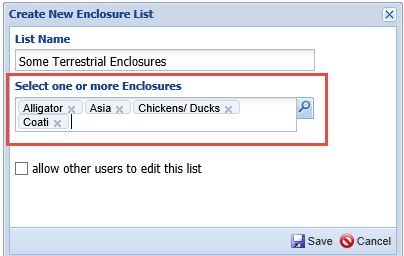 Create New Enclosure List
List Name
Some Terrestrial Enclosures
Select one or more Enclosures
Alligator Asia Chickens/ Ducks
Coati
allow other users to edit this list
Save Cancel